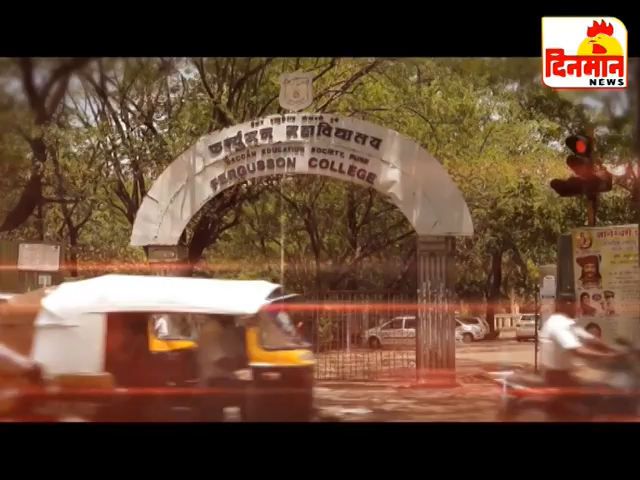 दिनमान
NEWS
फर्ग्युसन महाविद्यालय
DECCAN EDUCATION SOCIETY, PUNE
FERGUSSON COLLEGE